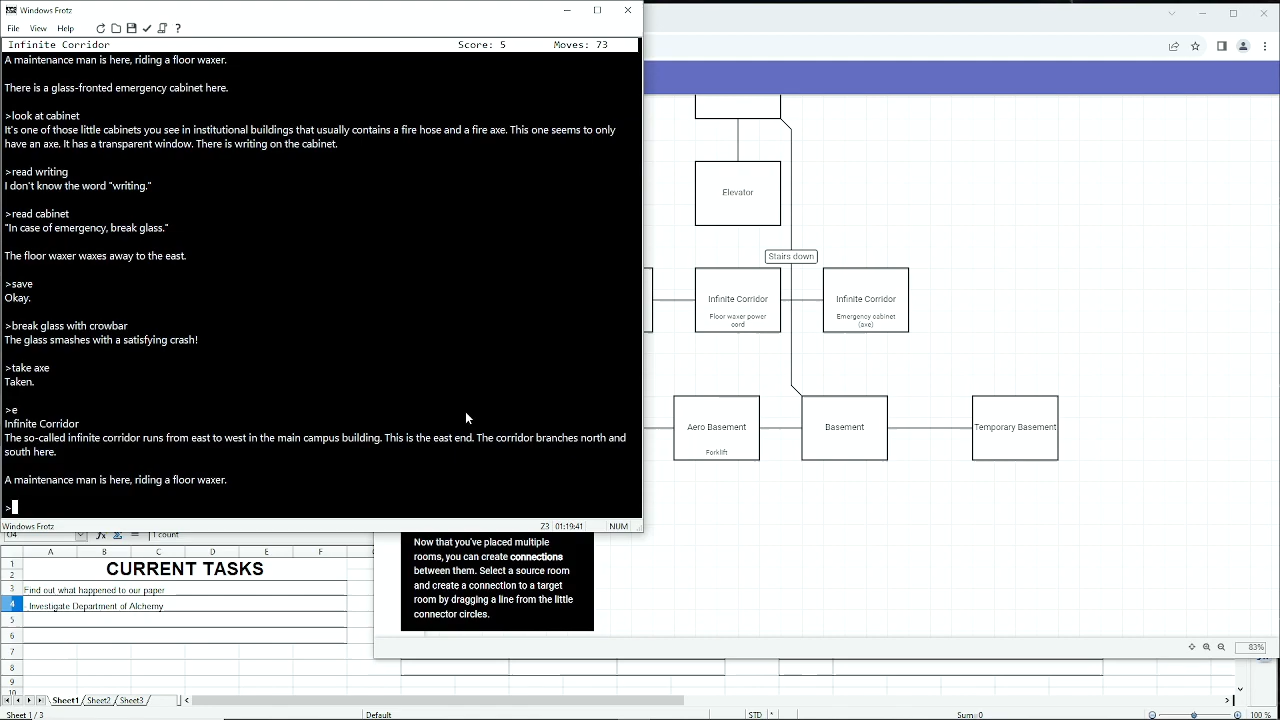 Windows Frotz
File View Help
Infinite Corridor Score: 5 Moves: 73
A maintenance man is here, riding a floor waxer.
There is a glass-fronted emergency cabinet here.
>look at cabinet
It's one of those little cabinets you see in institutional buildings that usually contains a fire hose and a fire axe. This one seems to only
have an axe. It has a transparent window. There is writing on the cabinet.
>read writing
I don't know the word "writing."
>read cabinet
"In case of emergency, break glass."
The floor waxer waxes away to the east.
>save
Okay.
>break glass with crowbar
The glass smashes with a satisfying crash!
>take axe
Taken.
>e
Infinite Corridor
The so-called infinite corridor runs from east to west in the main campus building. This is the east end. The corridor branches north and
south here.
A maintenance man is here, riding a floor waxer.
>
Windows Frotz Z3 01:19:41 NUM
Elevator
Stairs down
Infinite Corridor
Floor waxer power
cord
Infinite Corridor
Emergency cabinet
(axe)
Aero Basement
Forklift
Basement
Temporary Basement
Now that you've placed multiple
rooms, you can create connections
between them. Select a source room
and create a connection to a target
room by dragging a line from the little
connector circles.
83%
A B C D E F
1 CURRENT TASKS
2
3 Find out what happened to our paper
4 Investigate Department of Alchemy
5
6
7
8
9
10
Sheet1 Sheet2 Sheet3
Sheet 1 / 3 Default STD * Sum=0 100 %